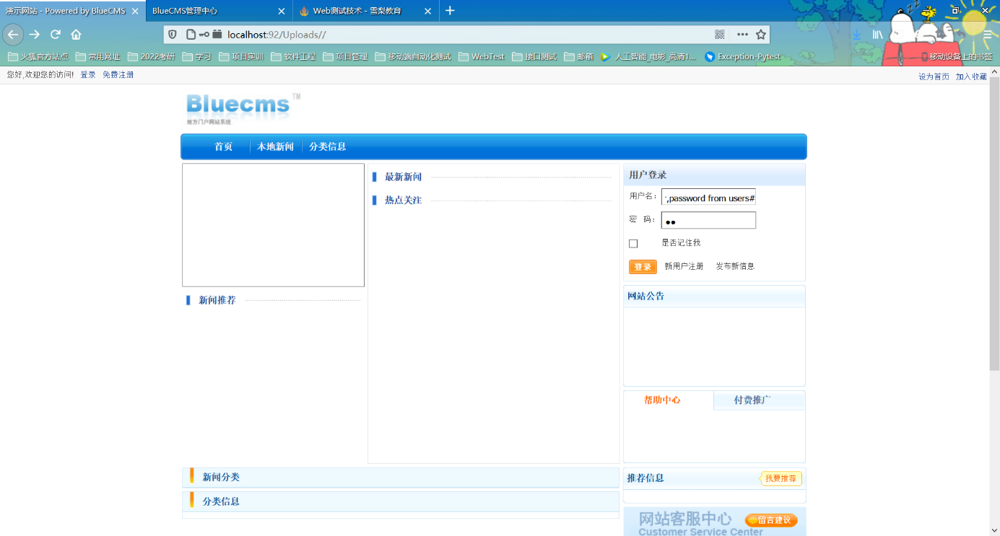 演示网站 - Powered by BlueCMS
BlueCMS管理中心
Web测试技术 - 雪梨教育
localhost:92/Uploads//
火狐官方站点 常用网址 2022考研 学习 项目实训 软件工程 项目管理 移动端自动化测试 WebTest 接口测试 邮箱 人工智能_电影_高清1... Exception-Pytest 移动设备上的书签
您好,欢迎您的访问! 登录 免费注册
设为首页 加入收藏
Bluecms TM
地方门户网站系统
首页 本地新闻 分类信息
最新新闻
热点关注
新闻推荐
用户登录
用户名: ,password from users#
密 码: ●●
是否记住我
登录 新用户注册 发布新信息
网站公告
帮助中心 付费推广
新闻分类
分类信息
推荐信息 我要推荐
网站客服中心 留言建议
Customer Service Center